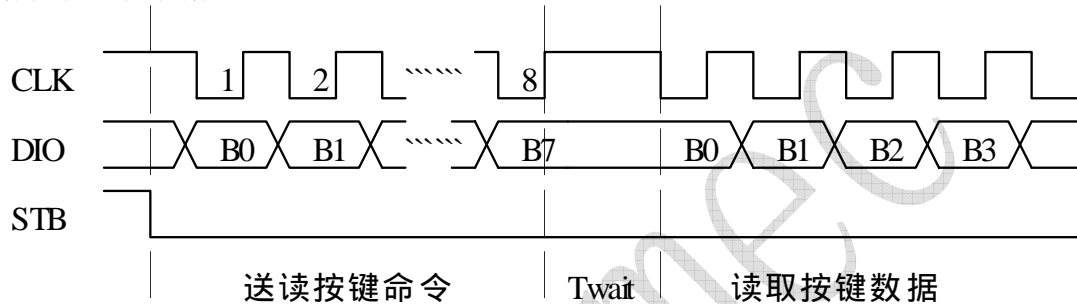 CLK 1 2 ...... 8
DIO B0 B1 ...... B7 B0 B1 B2 B3
STB
送读按键命令 Twait 读取按键数据